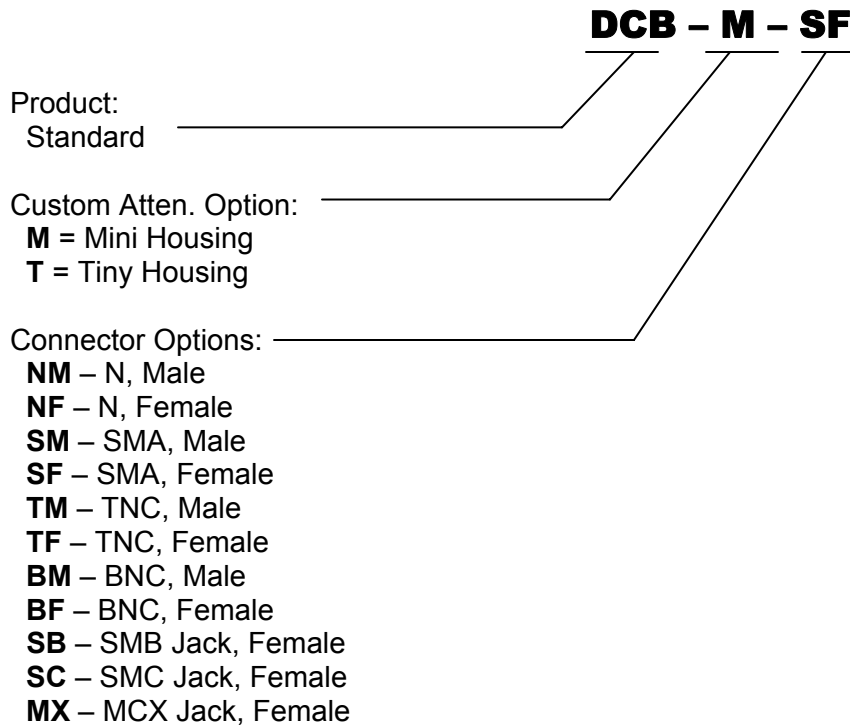 DCB – M – SF
Product:
Standard
Custom Atten. Option:
M = Mini Housing
T = Tiny Housing
Connector Options:
NM – N, Male
NF – N, Female
SM – SMA, Male
SF – SMA, Female
TM – TNC, Male
TF – TNC, Female
BM – BNC, Male
BF – BNC, Female
SB – SMB Jack, Female
SC – SMC Jack, Female
MX – MCX Jack, Female